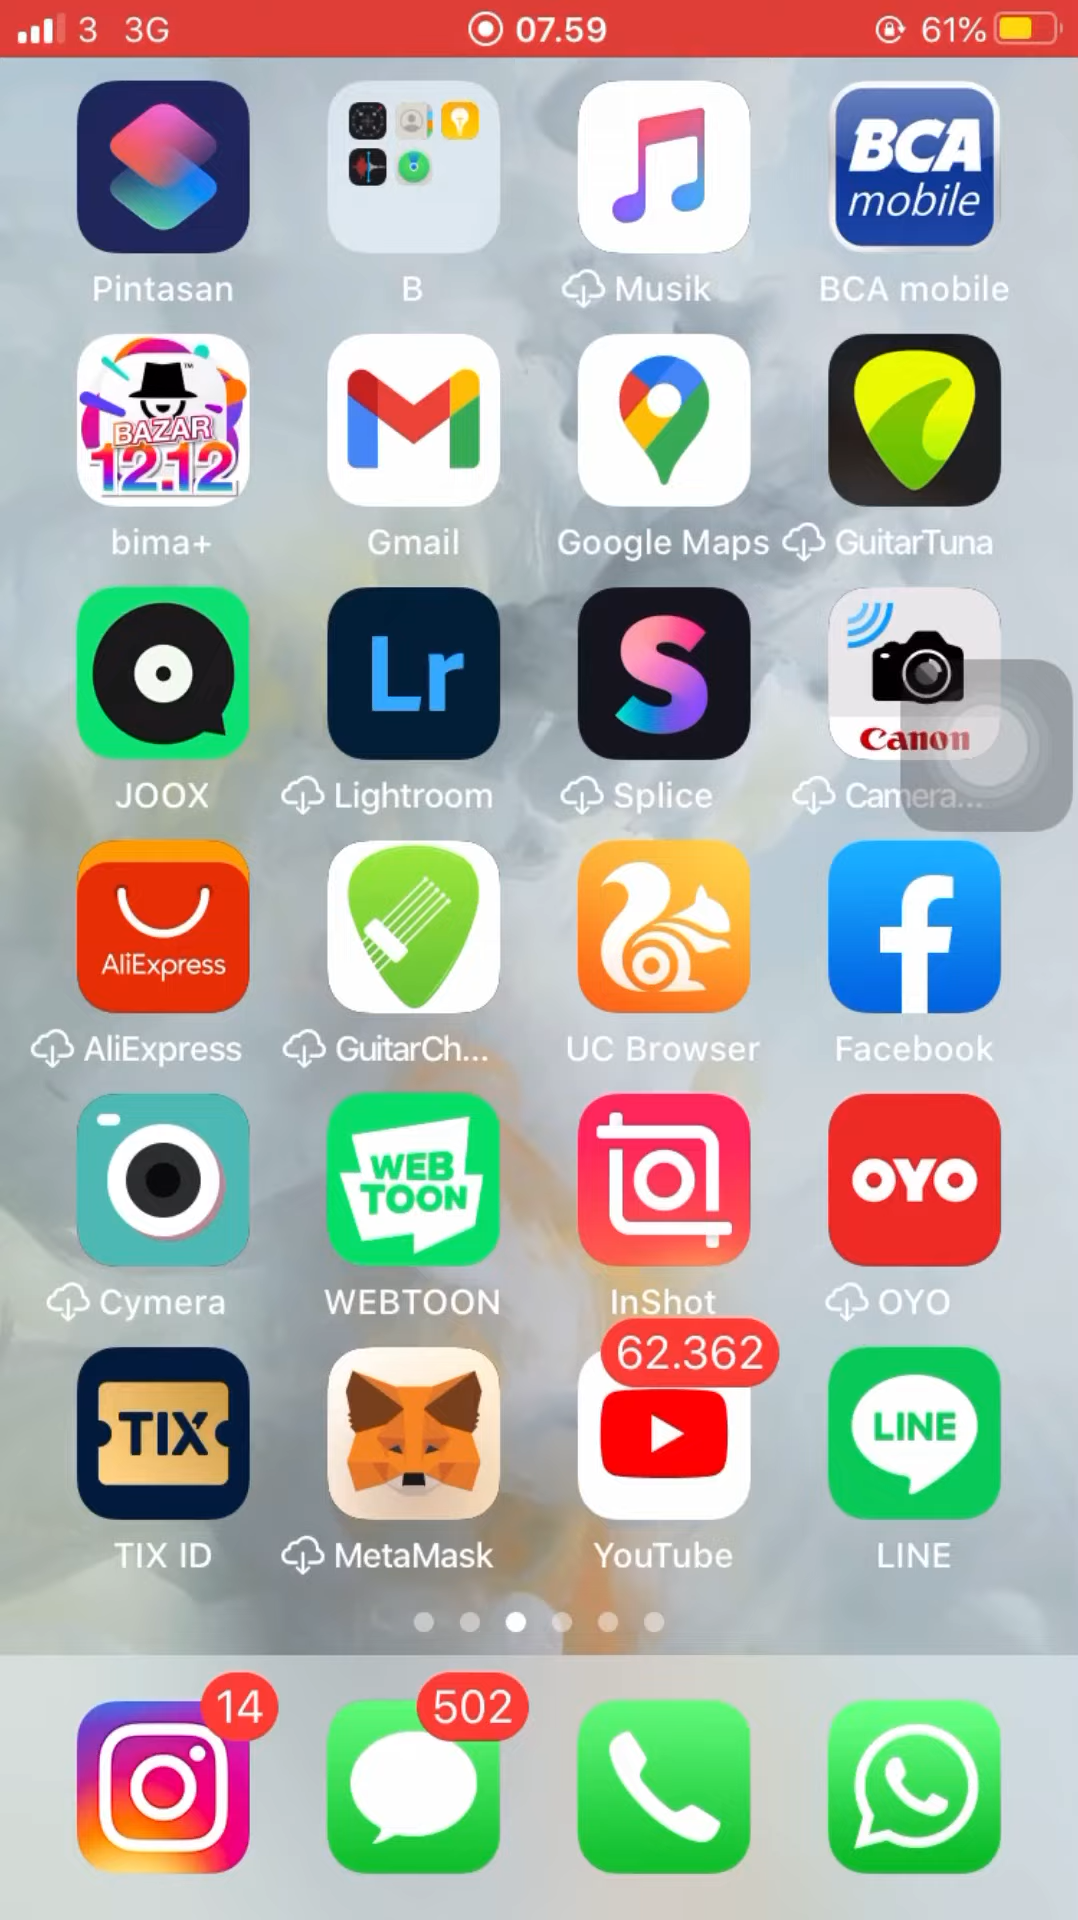 3 3G 07.59 61%
BCA
mobile
Pintasan B Musik BCA mobile
TM
BAZAR
12.12
bima+ Gmail Google Maps GuitarTuna
Lr S
Canon
JOOX Lightroom Splice Camera...
AliExpress
AliExpress GuitarCh... UC Browser Facebook
WEB
TOON
OYO
Cymera WEBTOON InShot OYO
62.362
TIX
LINE
TIX ID MetaMask YouTube LINE
14 502